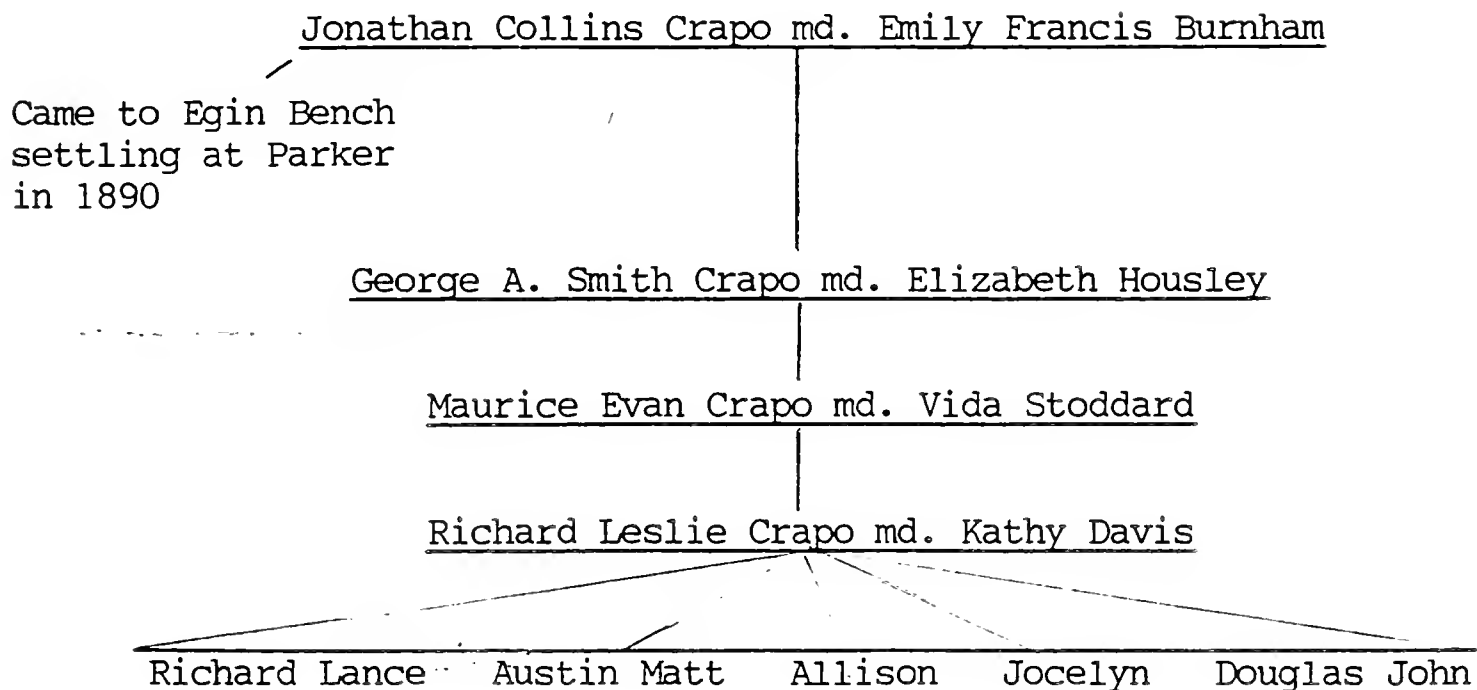 Jonathan Collins Crapo md. Emily Francis Burnham
Came to Egin Bench
settling at Parker
in 1890
George A. Smith Crapo md. Elizabeth Housley
Maurice Evan Crapo md. Vida Stoddard
Richard Leslie Crapo md. Kathy Davis
Richard Lance Austin Matt Allison Jocelyn Douglas John